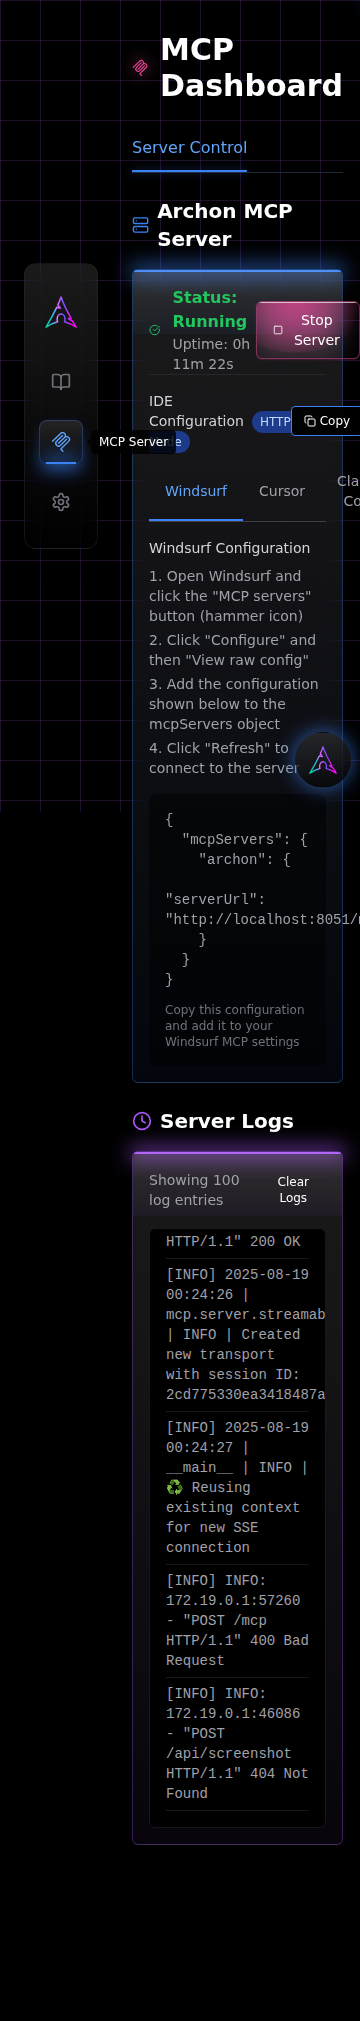 MCP
Dashboard
Server Control
Archon MCP
Server
Status:
Running
Uptime: 0h
11m 22s
Stop
Server
IDE
Configuration
HTTP
Copy
MCP Server
Windsurf
Cursor
Windsurf Configuration
1. Open Windsurf and
click the "MCP servers"
button (hammer icon)
2. Click "Configure" and
then "View raw config"
3. Add the configuration
shown below to the
mcpServers object
4. Click "Refresh" to
connect to the server
{
"mcpServers": {
"archon": {
"serverUrl":
"http://localhost:8051/
}
}
}
Copy this configuration
and add it to your
Windsurf MCP settings
Server Logs
Showing 100
log entries
Clear
Logs
HTTP/1.1" 200 OK
[INFO] 2025-08-19
00:24:26 |
mcp.server.streamab
| INFO | Created
new transport
with session ID:
2cd775330ea3418487a
[INFO] 2025-08-19
00:24:27 |
__main__ | INFO |
♻️ Reusing
existing context
for new SSE
connection
[INFO] INFO:
172.19.0.1:57260
- "POST /mcp
HTTP/1.1" 400 Bad
Request
[INFO] INFO:
172.19.0.1:46086
- "POST
/api/screenshot
HTTP/1.1" 404 Not
Found